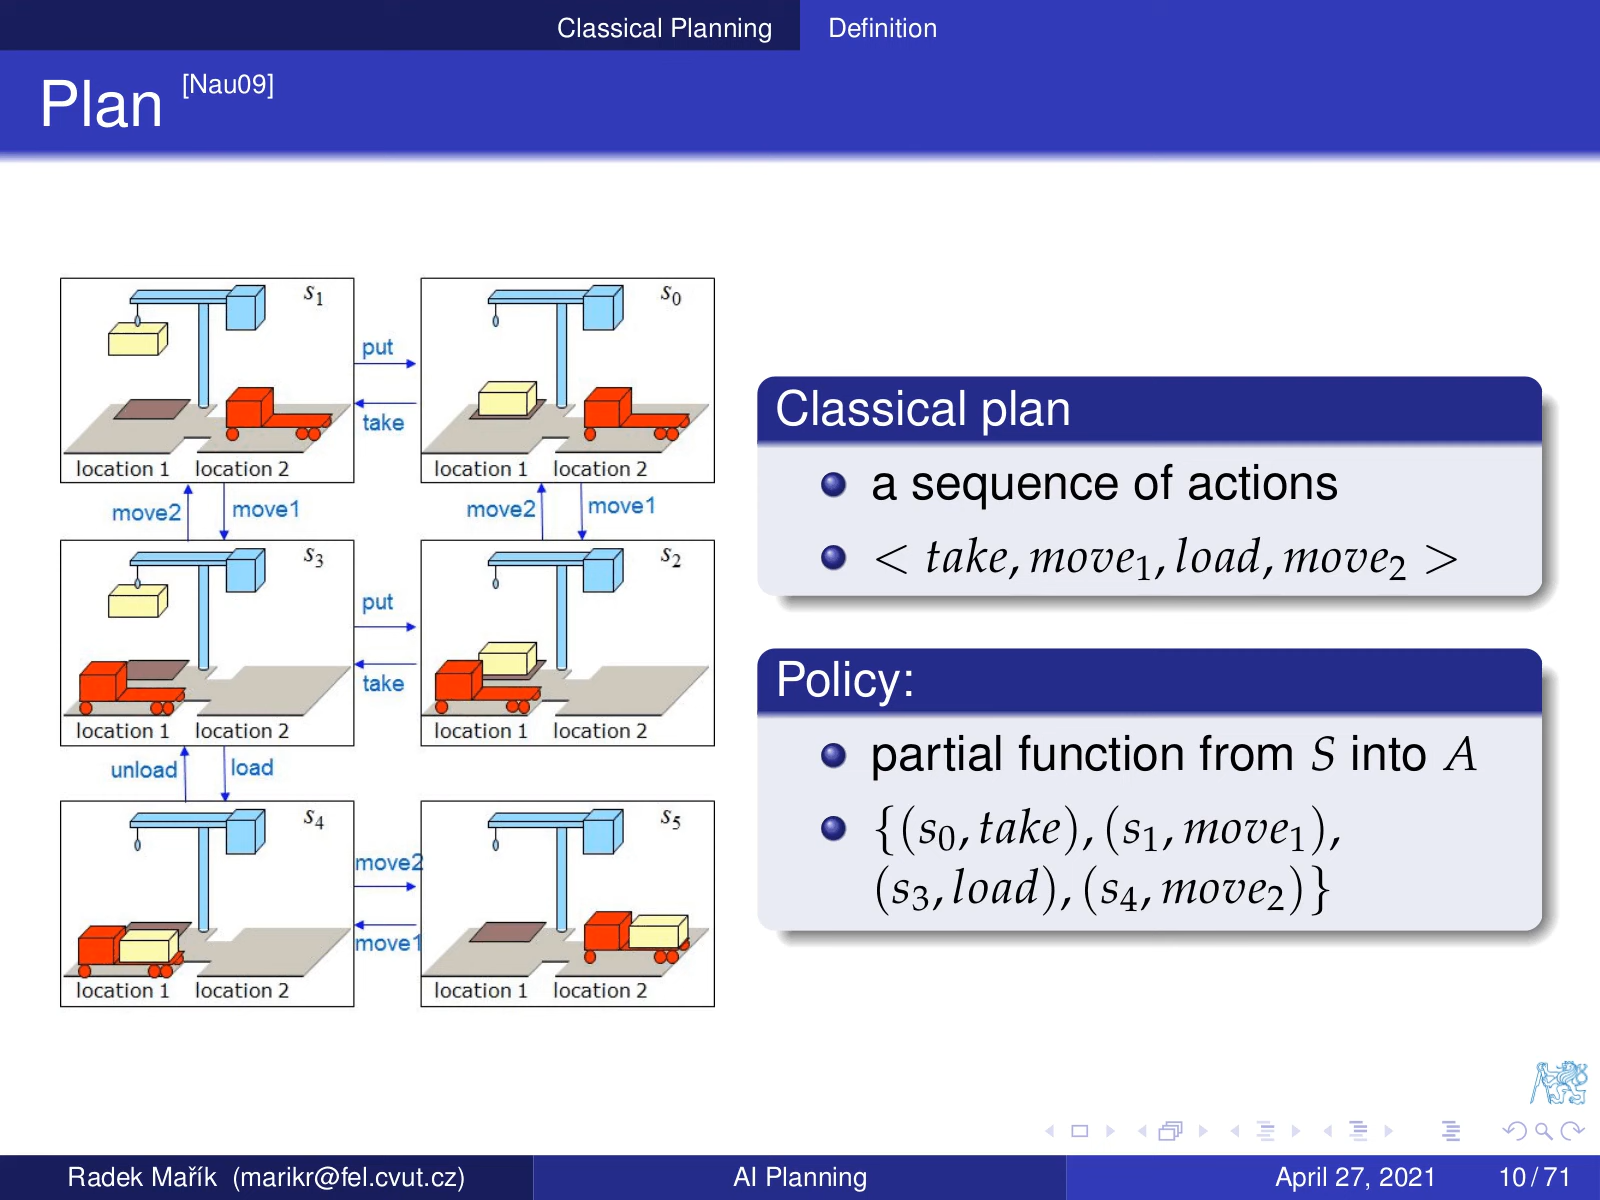 Classical Planning Definition
Plan [Nau09]
s1
put
take
location 1 location 2
s0
location 1 location 2
move2 move1
move2 move1
s3
put
take
location 1 location 2
s2
location 1 location 2
unload load
s4
move2
move1
location 1 location 2
s5
location 1 location 2
Classical plan
a sequence of actions
< take, move1, load, move2 >
Policy:
partial function from S into A
{(s0, take), (s1, move1),
(s3, load), (s4, move2)}
Radek Mařík (marikr@fel.cvut.cz) AI Planning April 27, 2021 10 / 71